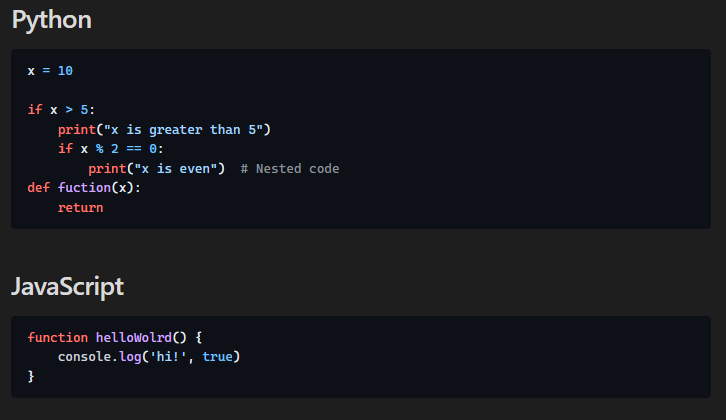 Python
x = 10
if x > 5:
    print("x is greater than 5")
    if x % 2 == 0:
        print("x is even")  # Nested code
def fuction(x):
    return
JavaScript
function helloWolrd() {
    console.log('hi!', true)
}